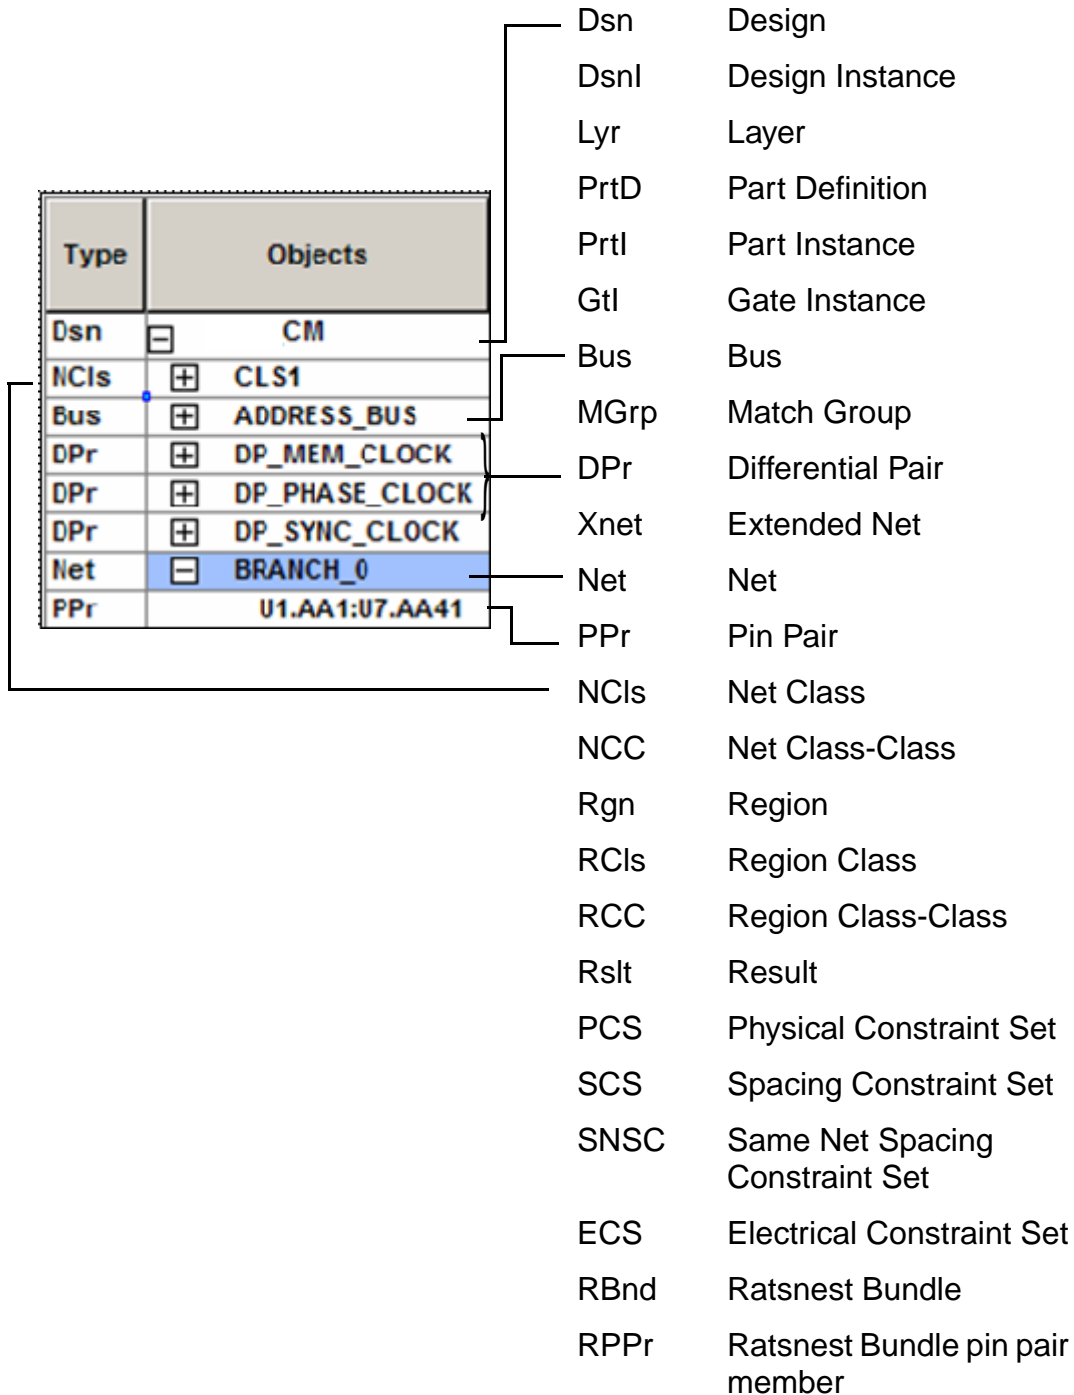 Type Objects
Dsn CM
NCls CLS1
Bus ADDRESS_BUS
DPr DP_MEM_CLOCK
DPr DP_PHASE_CLOCK
DPr DP_SYNC_CLOCK
Net BRANCH_0
PPr U1.AA1:U7.AA41
Dsn Design
DsnI Design Instance
Lyr Layer
PrtD Part Definition
PrtI Part Instance
GtI Gate Instance
Bus Bus
MGrp Match Group
DPr Differential Pair
Xnet Extended Net
Net Net
PPr Pin Pair
NCls Net Class
NCC Net Class-Class
Rgn Region
RCls Region Class
RCC Region Class-Class
Rslt Result
PCS Physical Constraint Set
SCS Spacing Constraint Set
SNSC Same Net Spacing
Constraint Set
ECS Electrical Constraint Set
RBnd Ratsnest Bundle
RPPr Ratsnest Bundle pin pair
member